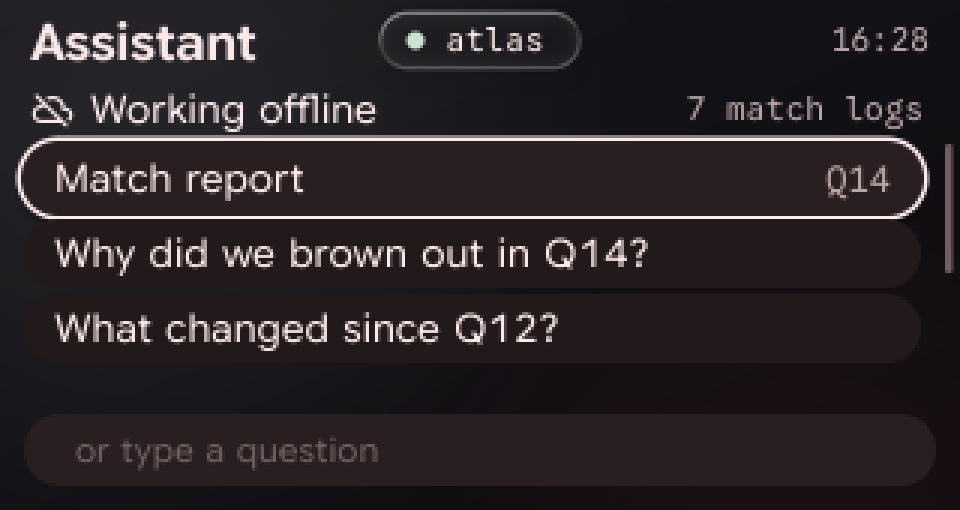 Assistant
atlas
16:28
Working offline
7 match logs
Match report
Q14
Why did we brown out in Q14?
What changed since Q12?
or type a question